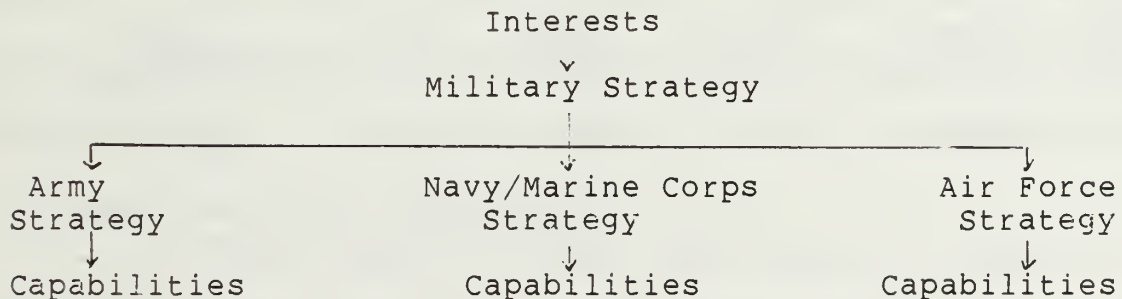 Interests
Military Strategy
Army Navy/Marine Corps Air Force
Strategy Strategy Strategy
Capabilities Capabilities Capabilities